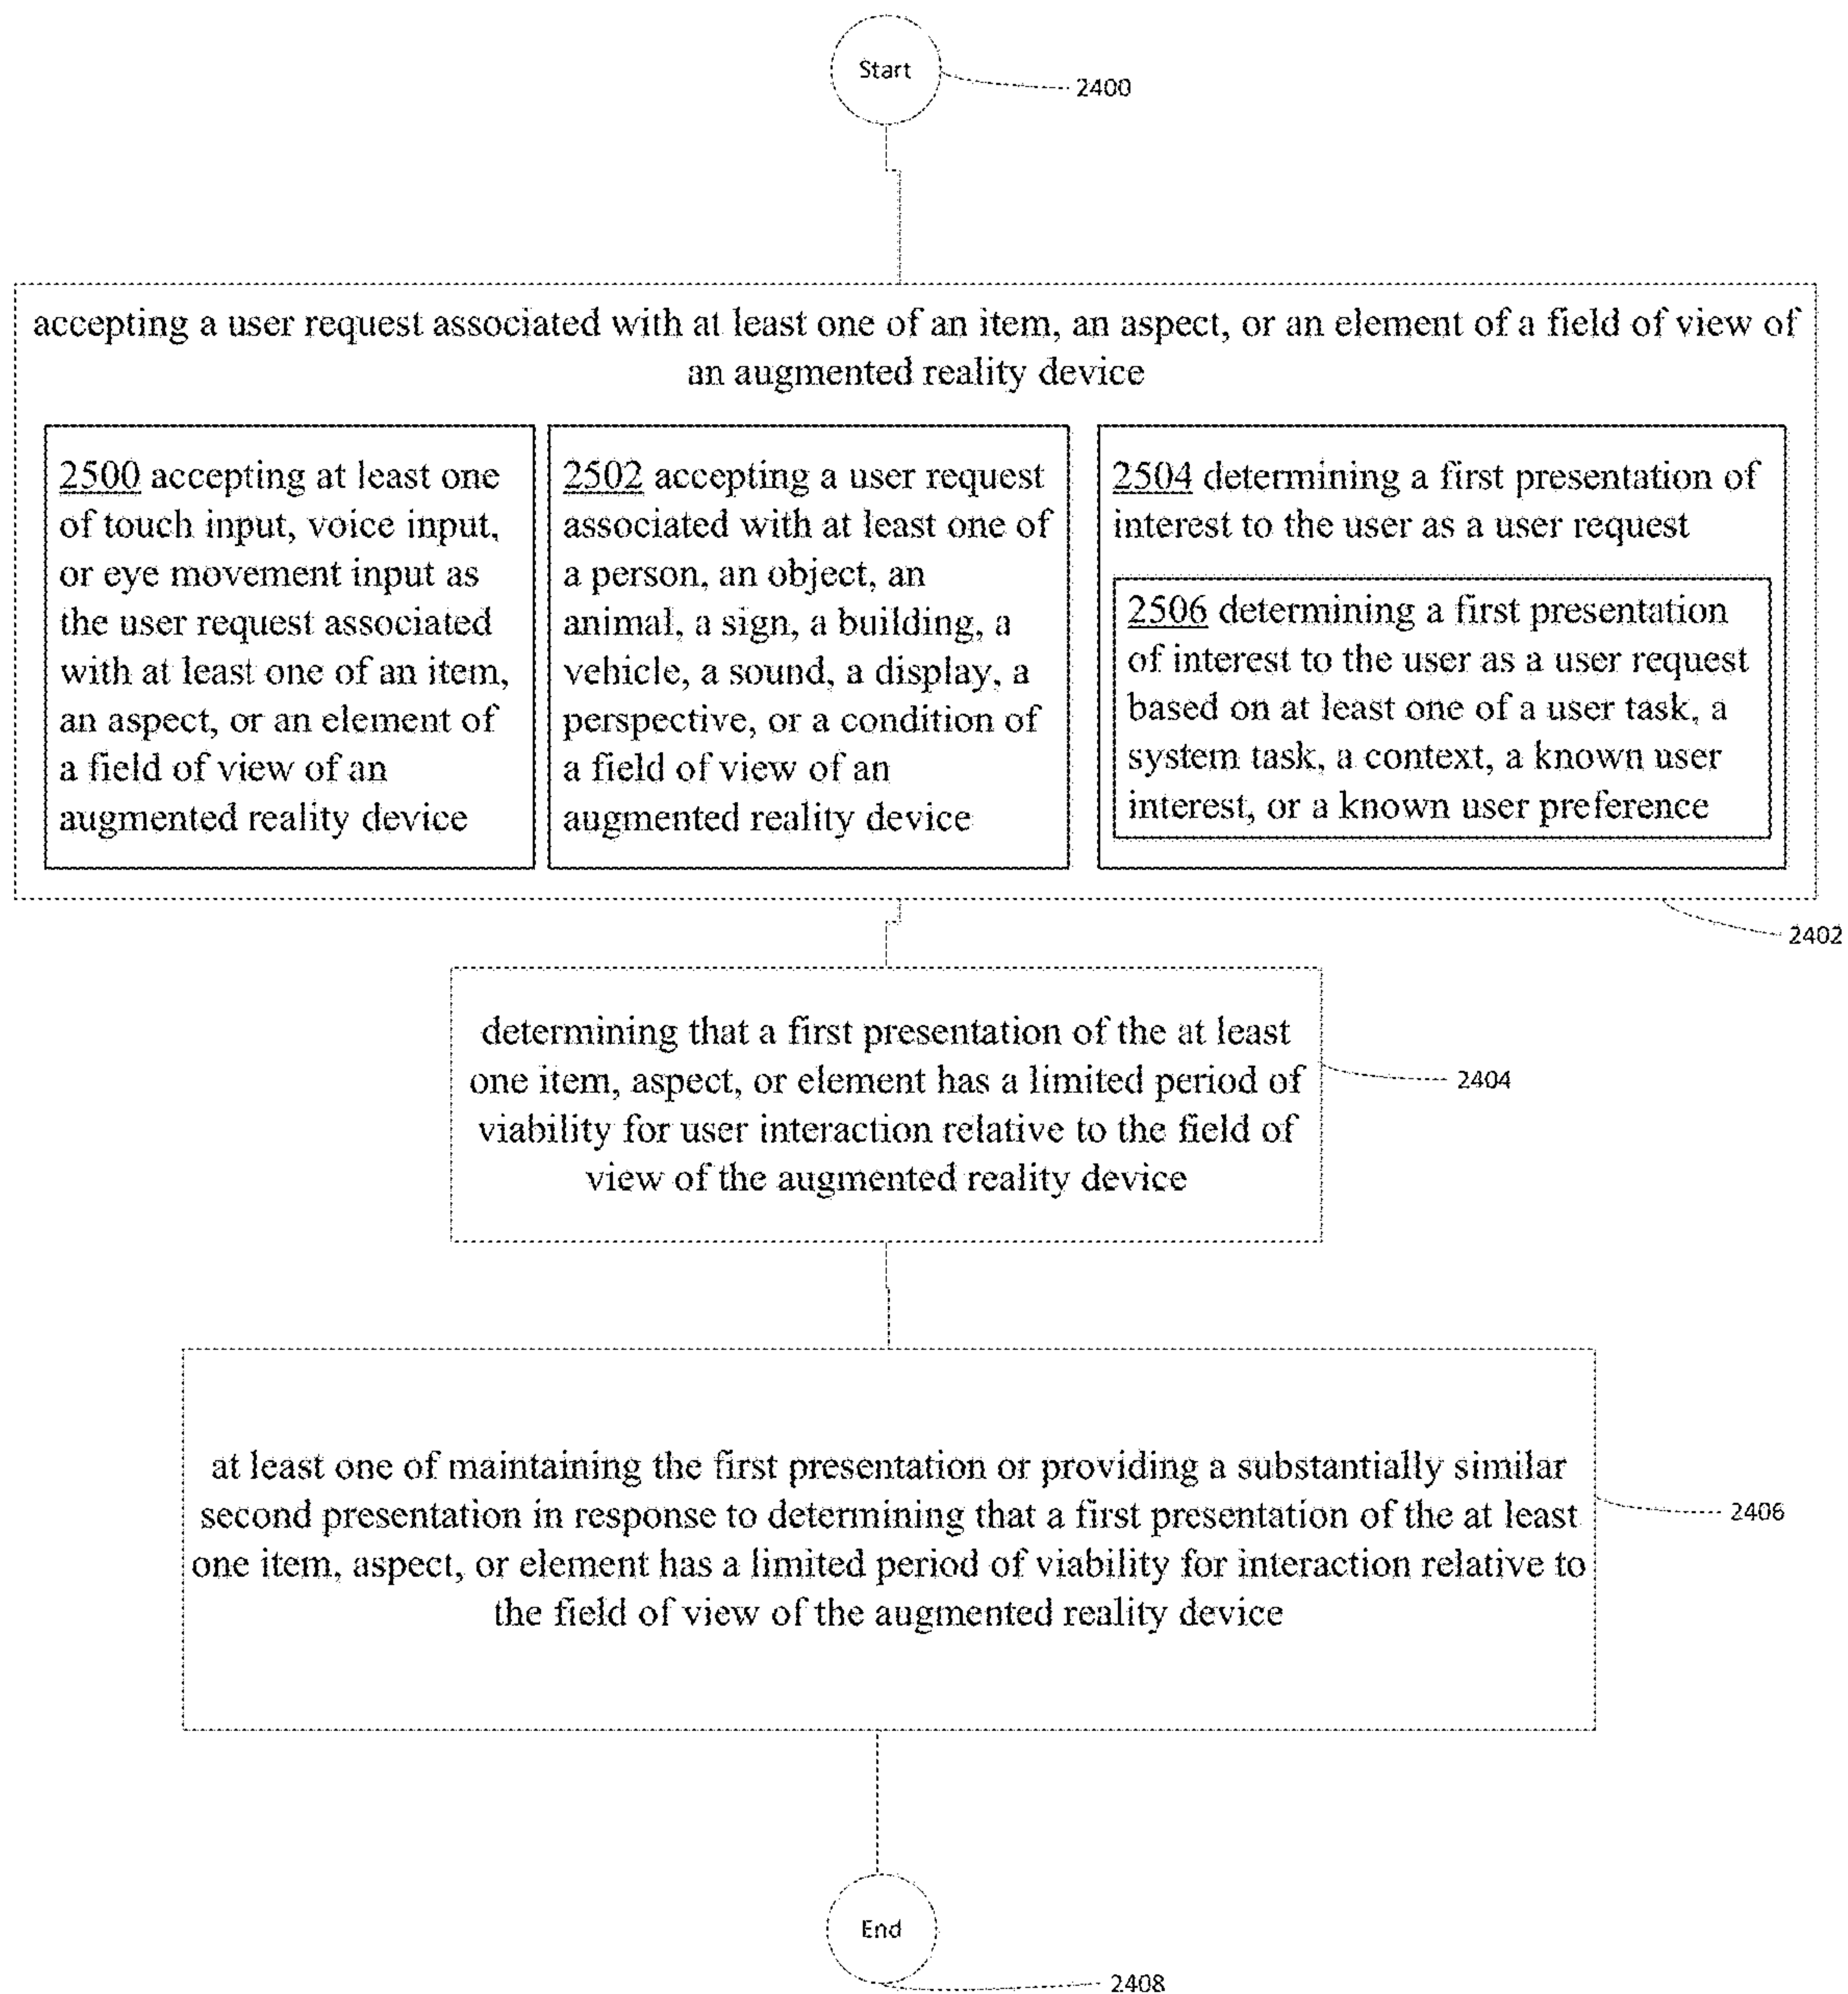 Start
2400
accepting a user request associated with at least one of an item, an aspect, or an element of a field of view of
an augmented reality device
2500 accepting at least one
of touch input, voice input,
or eye movement input as
the user request associated
with at least one of an item,
an aspect, or an element of
a field of view of an
augmented reality device
2502 accepting a user request
associated with at least one of
a person, an object, an
animal, a sign, a building, a
vehicle, a sound, a display, a
perspective, or a condition of
a field of view of an
augmented reality device
2504 determining a first presentation of
interest to the user as a user request
2506 determining a first presentation
of interest to the user as a user request
based on at least one of a user task, a
system task, a context, a known user
interest, or a known user preference
2402
determining that a first presentation of the at least
one item, aspect, or element has a limited period of
viability for user interaction relative to the field of
view of the augmented reality device
2404
at least one of maintaining the first presentation or providing a substantially similar
second presentation in response to determining that a first presentation of the at least
one item, aspect, or element has a limited period of viability for interaction relative to
the field of view of the augmented reality device
2406
End
2408